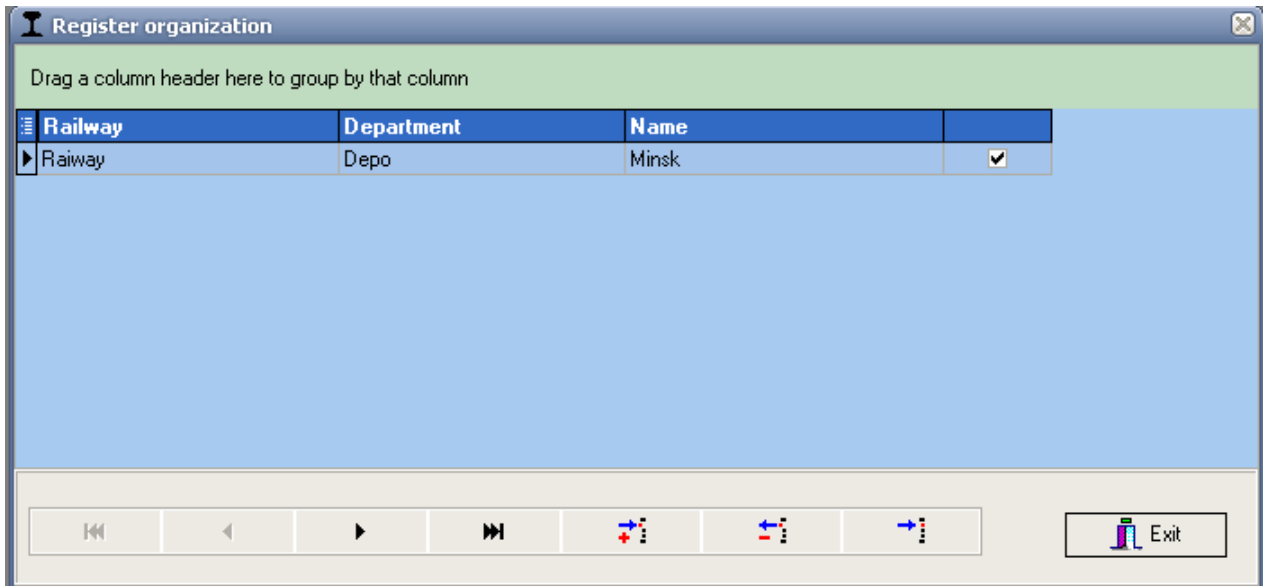 Register organization
Drag a column header here to group by that column
Railway Department Name
Raiway Depo Minsk
Exit